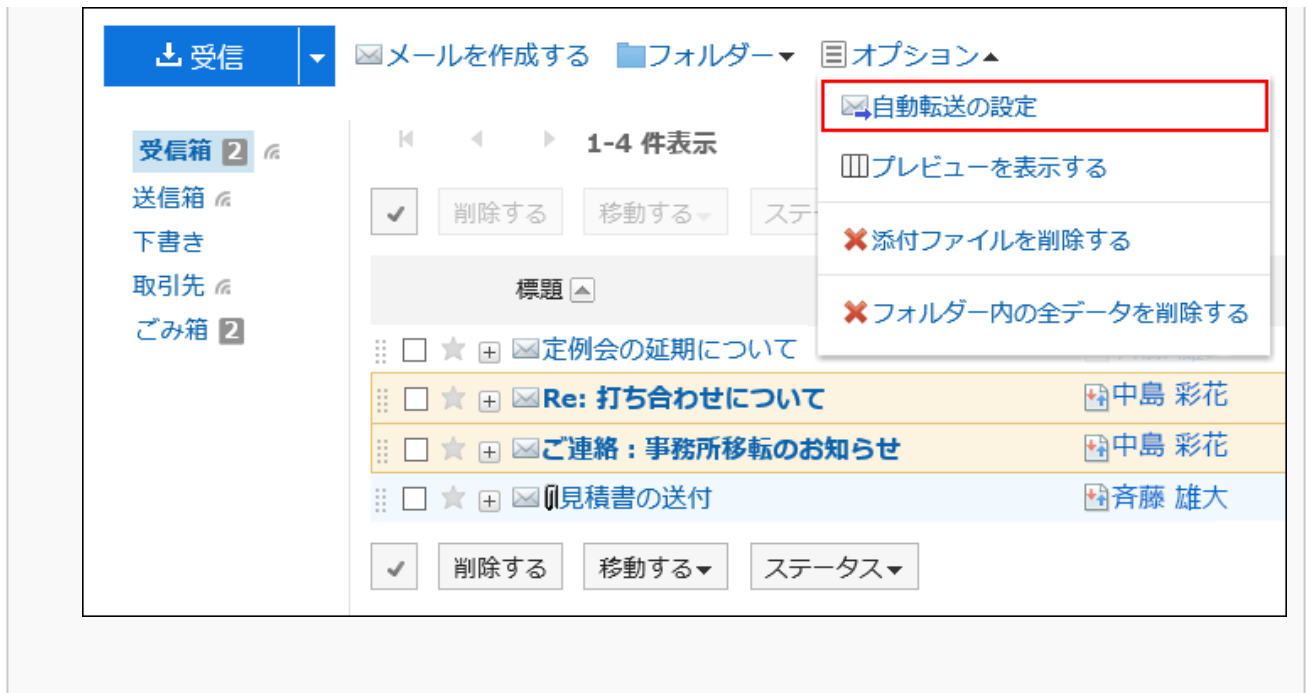 受信 メールを作成する フォルダー オプション
自動転送の設定
プレビューを表示する
添付ファイルを削除する
フォルダー内の全データを削除する
受信箱 2
送信箱
下書き
取引先
ごみ箱 2
1-4 件表示
削除する 移動する ステー
標題
定例会の延期について
Re: 打ち合わせについて 中島 彩花
ご連絡：事務所移転のお知らせ 中島 彩花
見積書の送付 斉藤 雄大
削除する 移動する ステータス